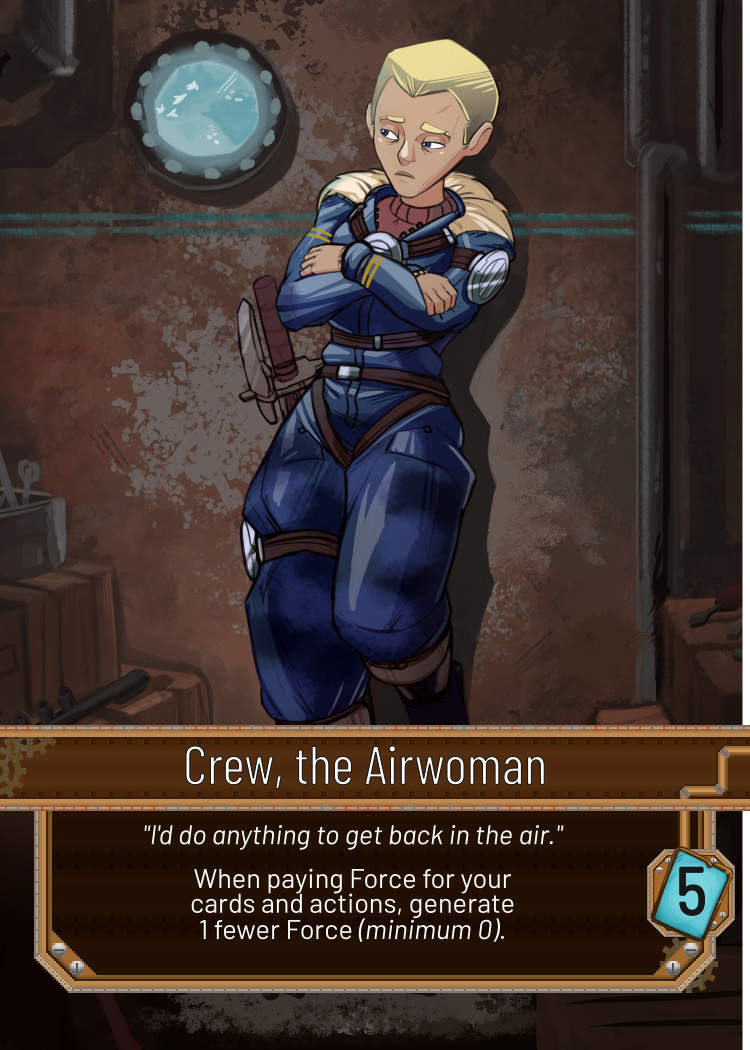 Crew, the Airwoman
"I'd do anything to get back in the air."
When paying Force for your
cards and actions, generate
1 fewer Force (minimum 0).
5